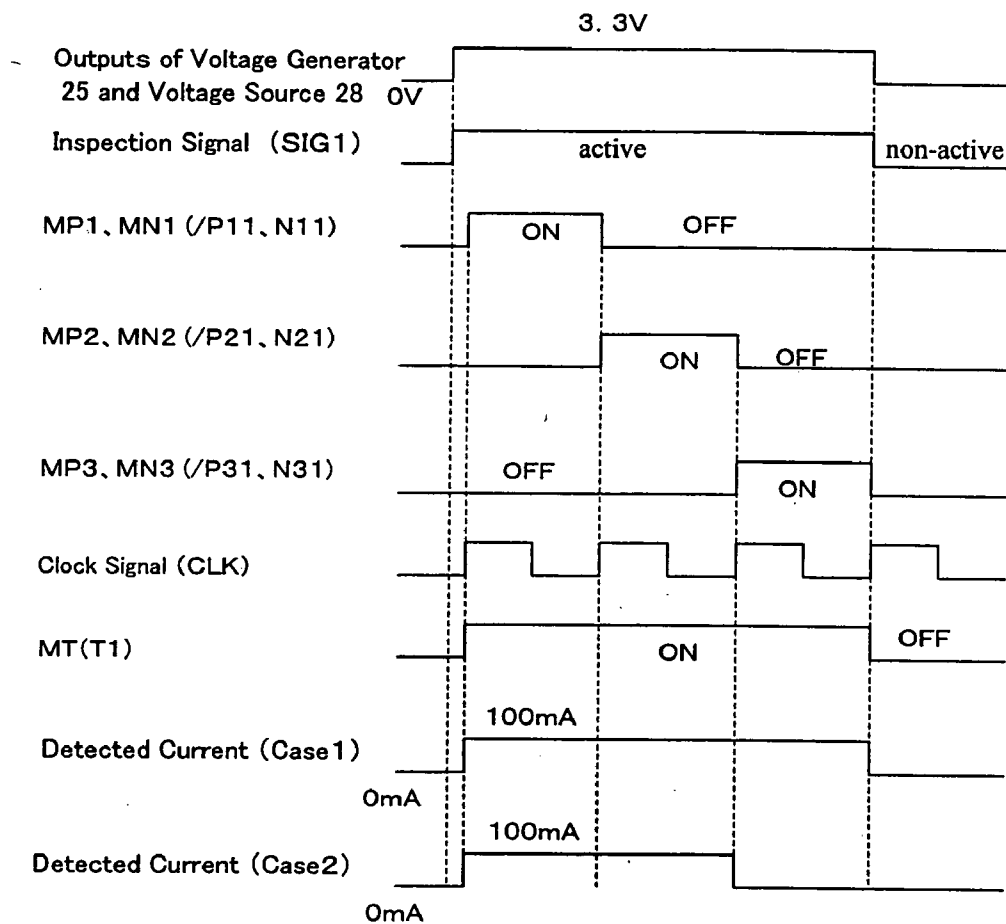 3. 3V
Outputs of Voltage Generator
25 and Voltage Source 28 0V
Inspection Signal (SIG1)
active
non-active
MP1、MN1(/P11、N11)
ON
OFF
MP2、MN2(/P21、N21)
ON
OFF
MP3、MN3(/P31、N31)
OFF
ON
Clock Signal(CLK)
MT(T1)
ON
OFF
100mA
Detected Current (Case1)
0mA
100mA
Detected Current (Case2)
0mA